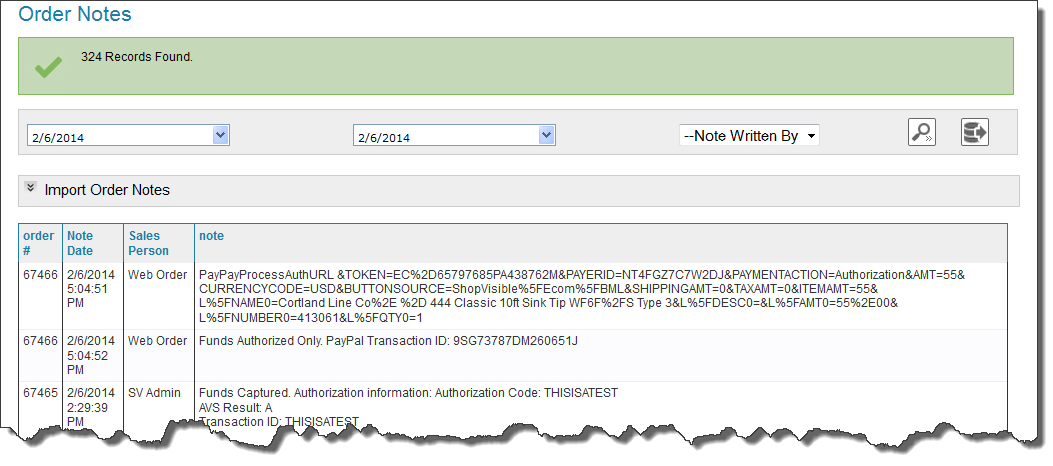 Order Notes
324 Records Found.
2/6/2014
2/6/2014
--Note Written By
Import Order Notes
order # Note Date Sales Person note
67466 2/6/2014 5:04:51 PM Web Order PayPayProcessAuthURL &TOKEN=EC%2D65797685PA438762M&PAYERID=NT4FGZ7C7W2DJ&PAYMENTACTION=Authorization&AMT=55&
CURRENCYCODE=USD&BUTTONSOURCE=ShopVisible%5FEcom%5FBML&SHIPPINGAMT=0&TAXAMT=0&ITEMAMT=55&
L%5FNAME0=Cortland Line Co%2E %2D 444 Classic 10ft Sink Tip WF6F%2FS Type 3&L%5FDESC0=&L%5FAMT0=55%2E00&
L%5FNUMBER0=413061&L%5FQTY0=1
67466 2/6/2014 5:04:52 PM Web Order Funds Authorized Only. PayPal Transaction ID: 9SG73787DM260651J
67465 2/6/2014 2:29:39 PM SV Admin Funds Captured. Authorization information: Authorization Code: THISISATEST
AVS Result: A
Transaction ID: THISISATEST